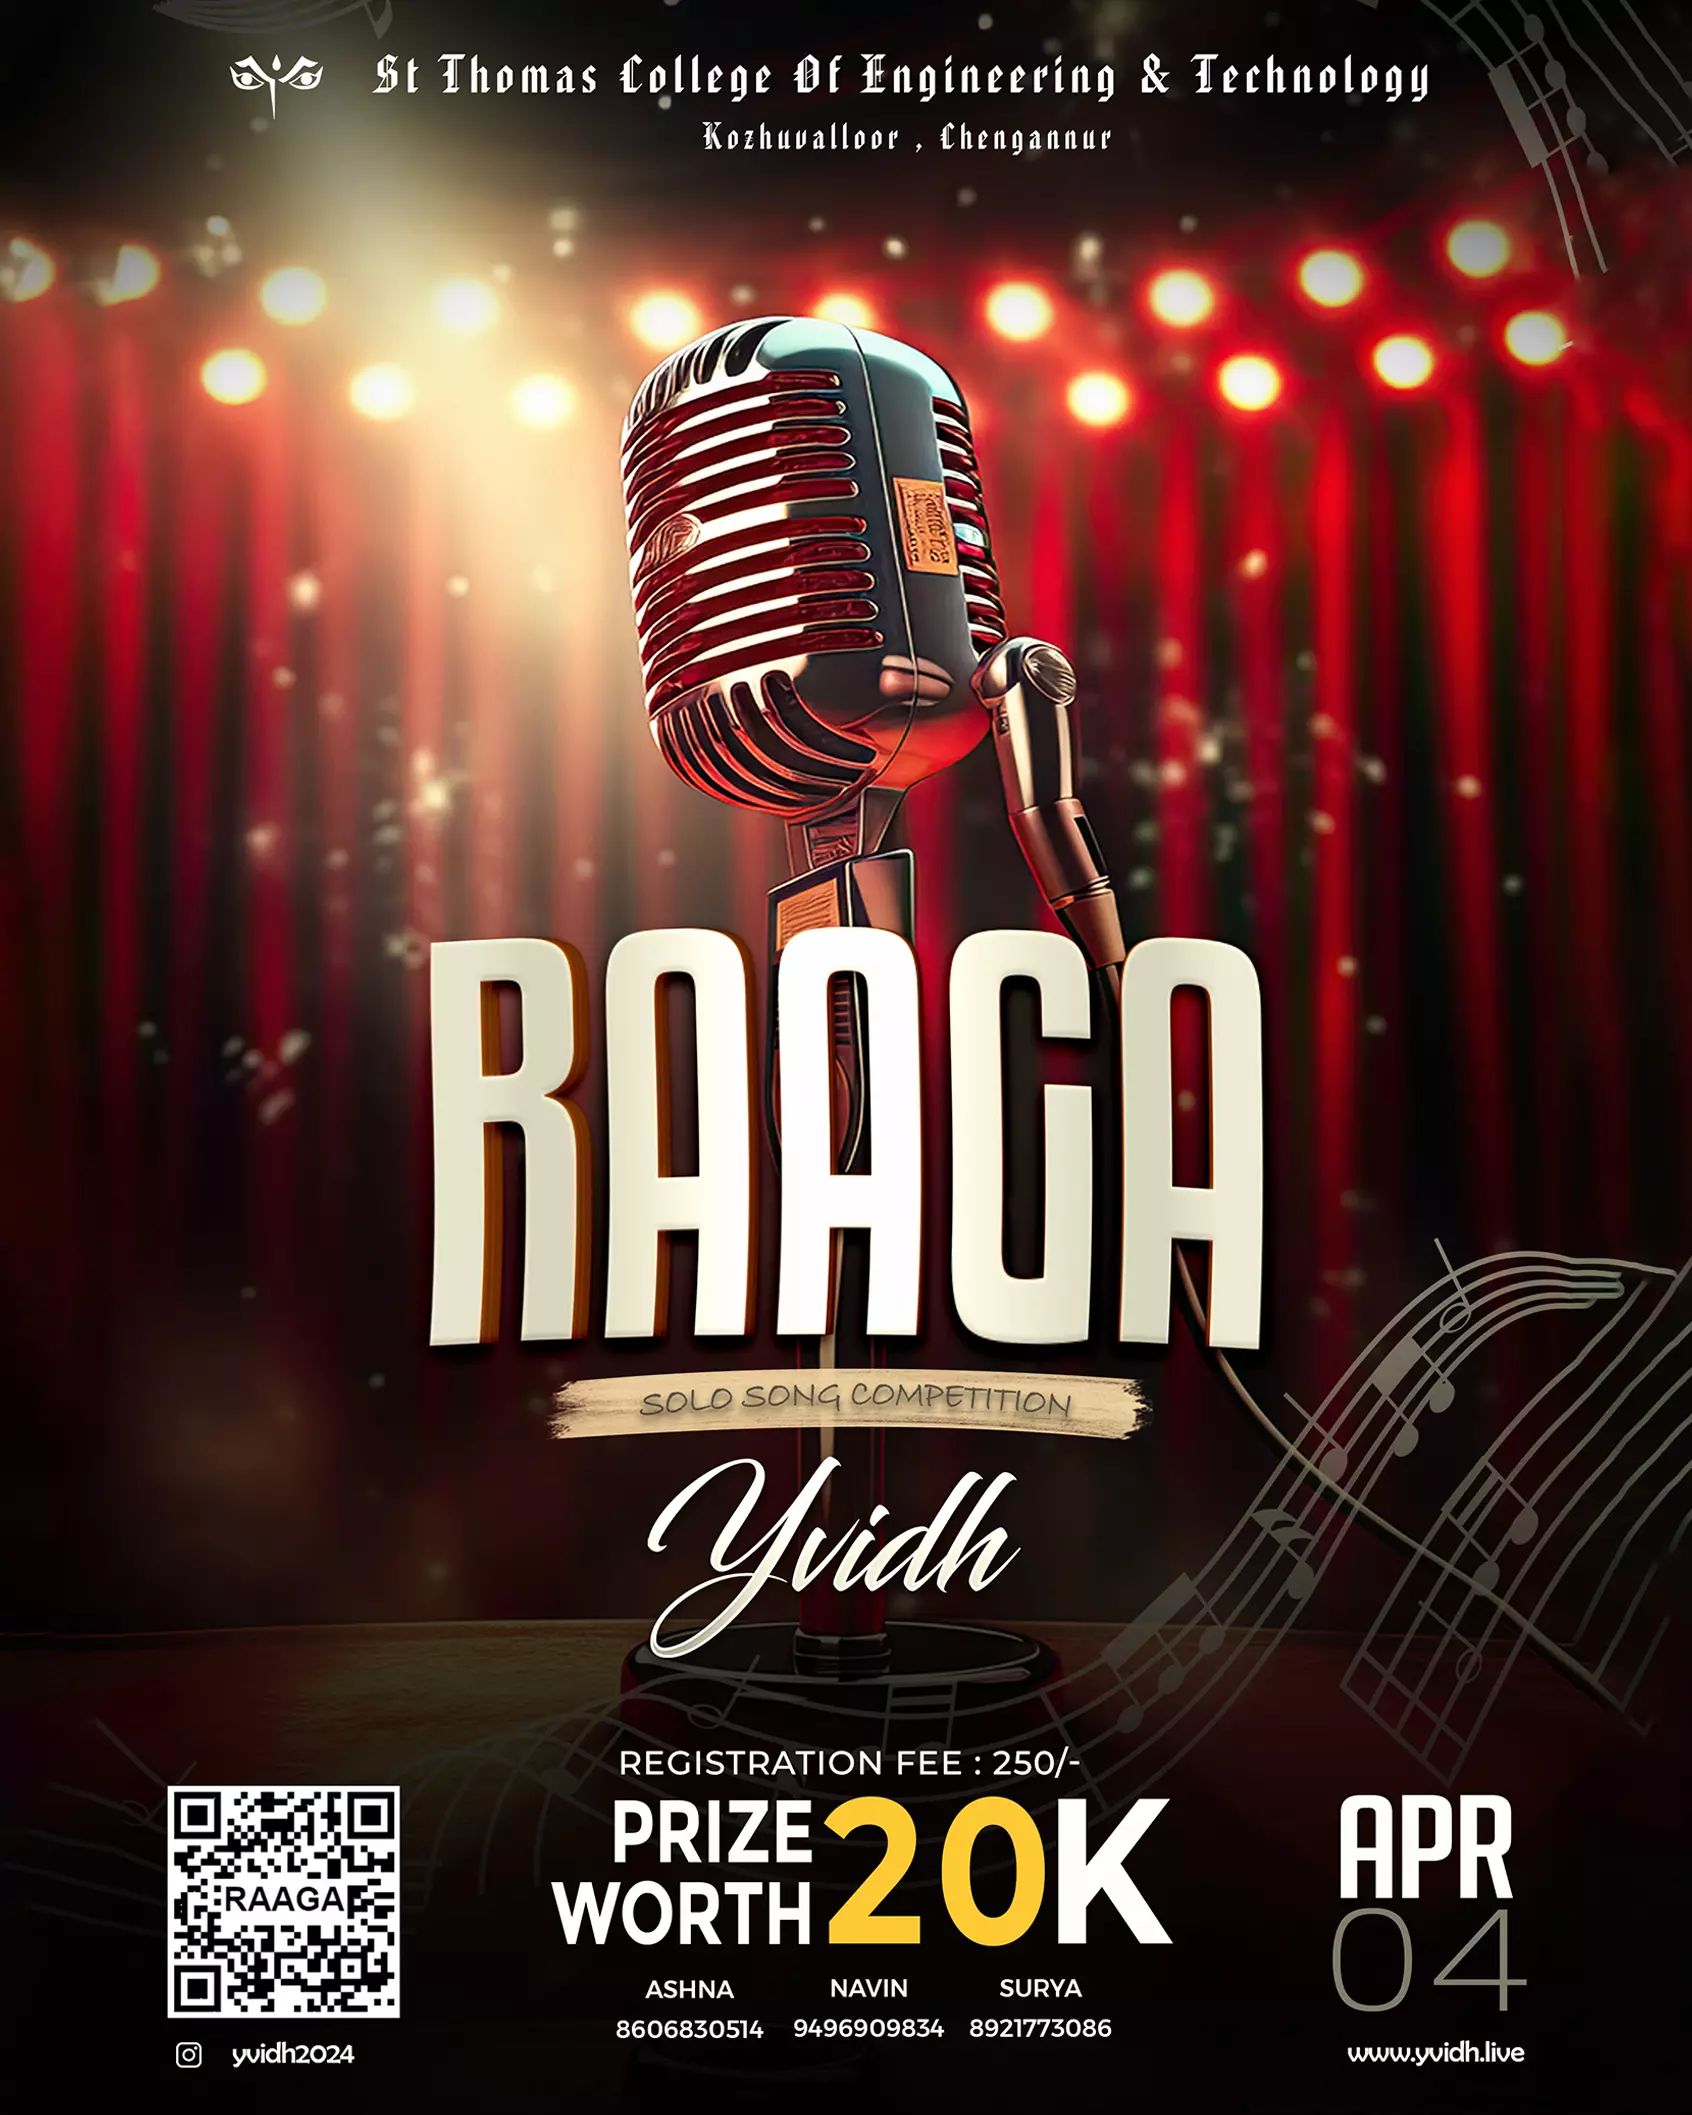 St Thomas College Of Engineering & Technology
Kozhuvalloor , Chengannur
RAAGA
SOLO SONG COMPETITION
Yvidh
REGISTRATION FEE : 250/-
PRIZE WORTH 20K
RAAGA
APR
04
ASHNA NAVIN SURYA
8606830514 9496909834 8921773086
yvidh2024
www.yvidh.live